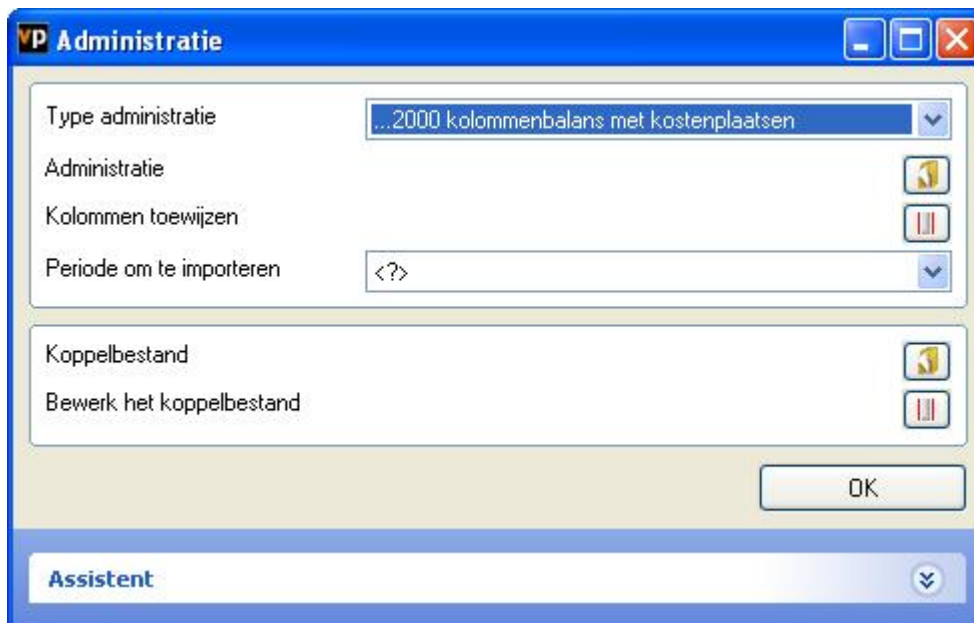 VP Administratie
Type administratie ...2000 kolommenbalans met kostenplaatsen
Administratie
Kolommen toewijzen
Periode om te importeren <?>
Koppelbestand
Bewerk het koppelbestand
OK
Assistent